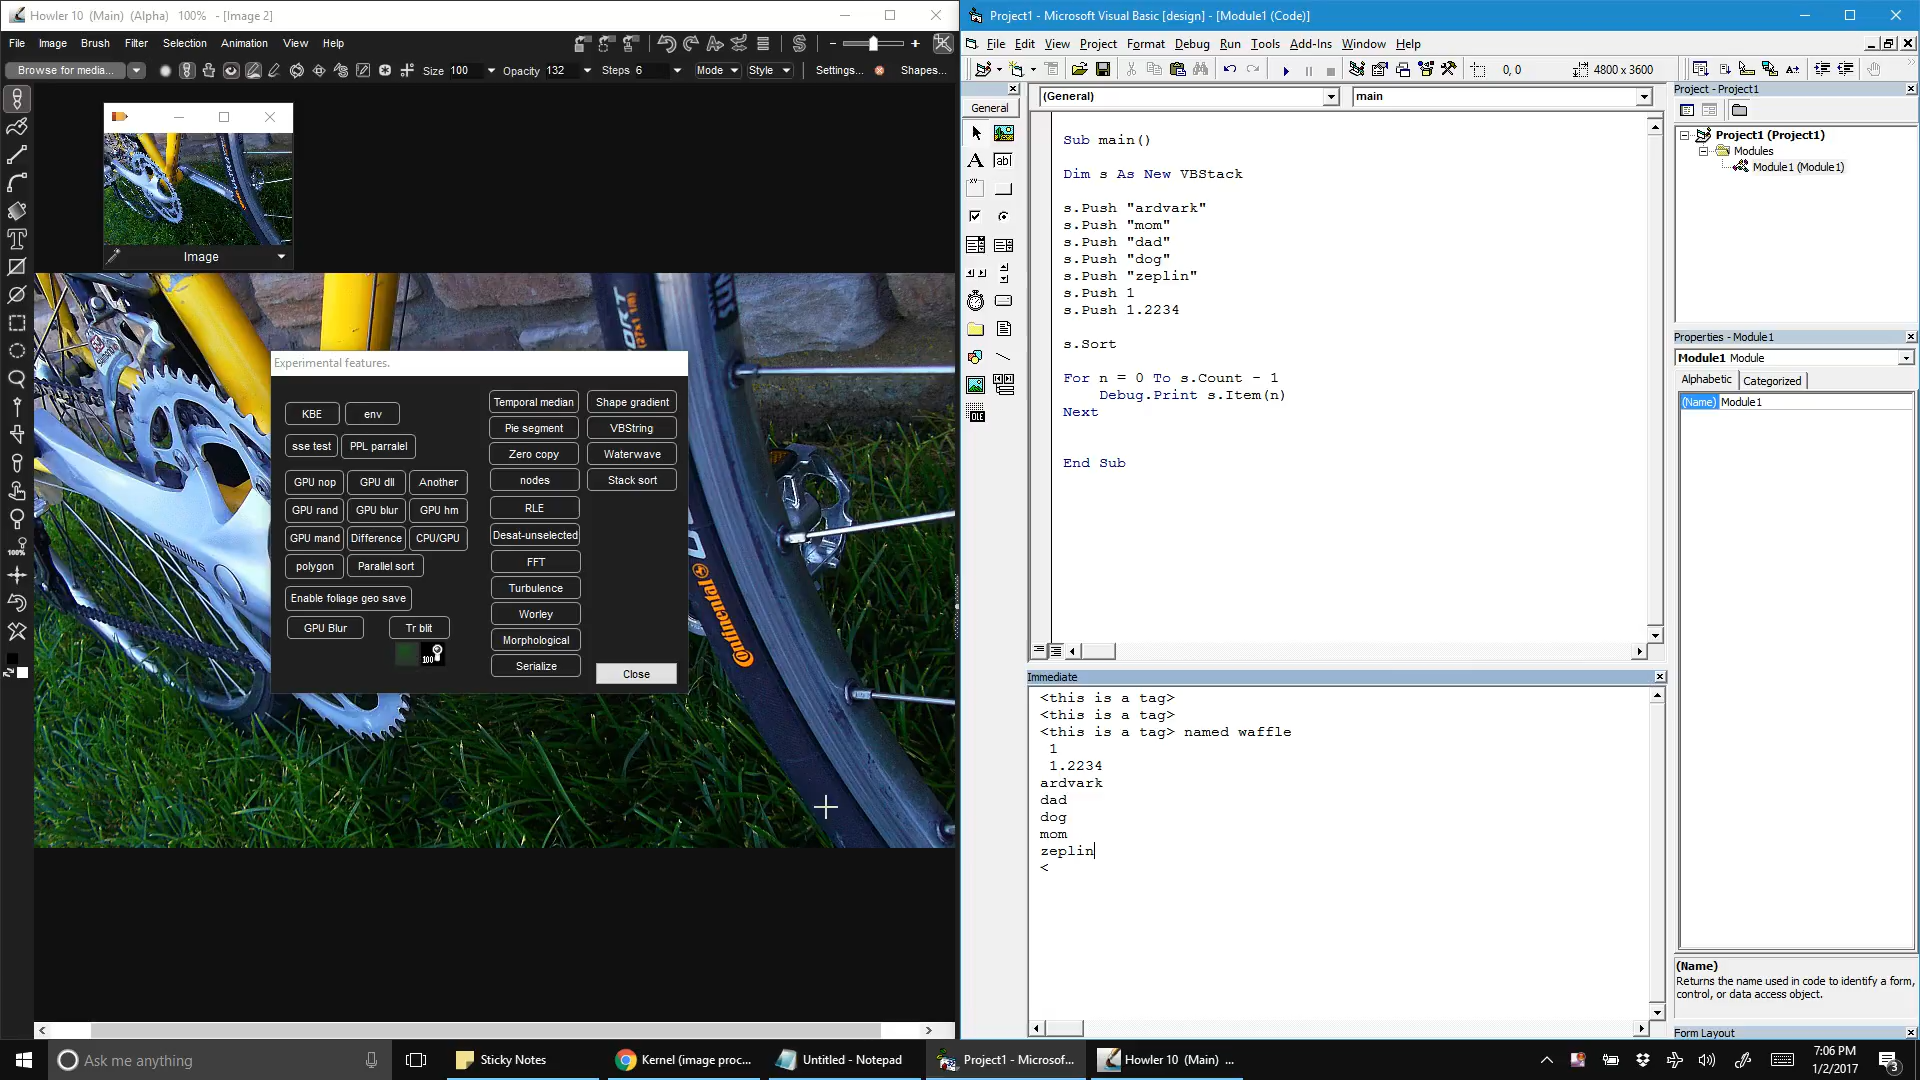 Howler 10 (Main) (Alpha) 100% - [Image 2]
File Image Brush Filter Selection Animation View Help
Browse for media... Size 100 Opacity 132 Steps 6 Mode Style Settings... Shapes...
Image
Experimental features.
KBE env
sse test PPL parralel
GPU nop GPU dll Another
GPU rand GPU blur GPU hm
GPU mand Difference CPU/GPU
polygon Parallel sort
Enable foliage geo save
GPU Blur Tr blit
100
Temporal median Shape gradient
Pie segment VBString
Zero copy Waterwave
nodes Stack sort
RLE
Desat-unselected
FFT
Turbulence
Worley
Morphological
Serialize
Close
Continental
SHIMANO
100%
Project1 - Microsoft Visual Basic [design] - [Module1 (Code)]
File Edit View Project Format Debug Run Tools Add-Ins Window Help
0, 0 4800 x 3600
General
(General) main
Sub main()
Dim s As New VBStack
s.Push "ardvark"
s.Push "mom"
s.Push "dad"
s.Push "dog"
s.Push "zeplin"
s.Push 1
s.Push 1.2234
s.Sort
For n = 0 To s.Count - 1
Debug.Print s.Item(n)
Next
End Sub
Immediate
<this is a tag>
<this is a tag>
<this is a tag> named waffle
1
1.2234
ardvark
dad
dog
mom
zeplin
<
Project - Project1
Project1 (Project1)
Modules
Module1 (Module1)
Properties - Module1
Module1 Module
Alphabetic Categorized
(Name) Module1
(Name)
Returns the name used in code to identify a form, control, or data access object.
Form Layout
Ask me anything
Sticky Notes
Kernel (image proc...
Untitled - Notepad
Project1 - Microsof...
Howler 10 (Main) ...
7:06 PM
1/2/2017
3